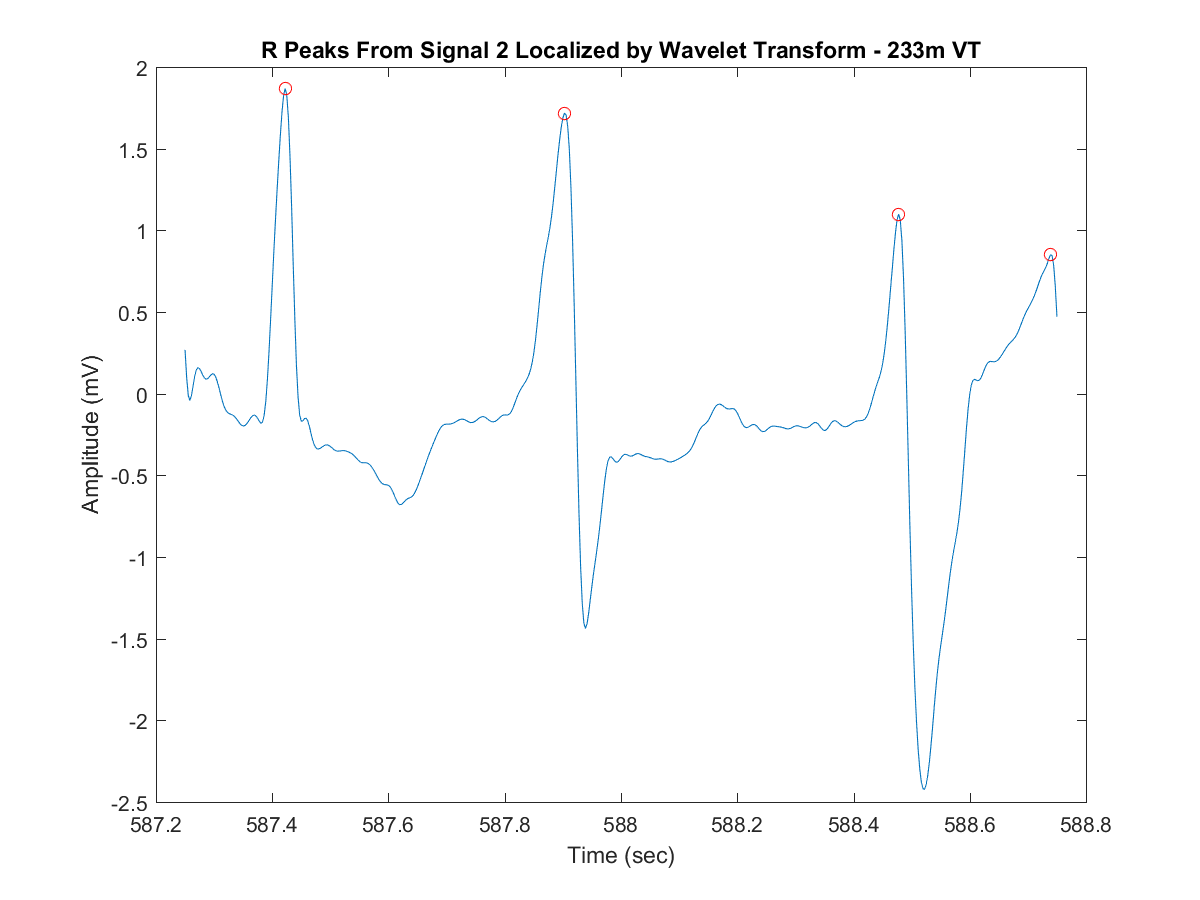 R Peaks From Signal 2 Localized by Wavelet Transform - 233m VT
2
1.5
1
0.5
0
-0.5
-1
-1.5
-2
-2.5
Amplitude (mV)
587.2 587.4 587.6 587.8 588 588.2 588.4 588.6 588.8
Time (sec)